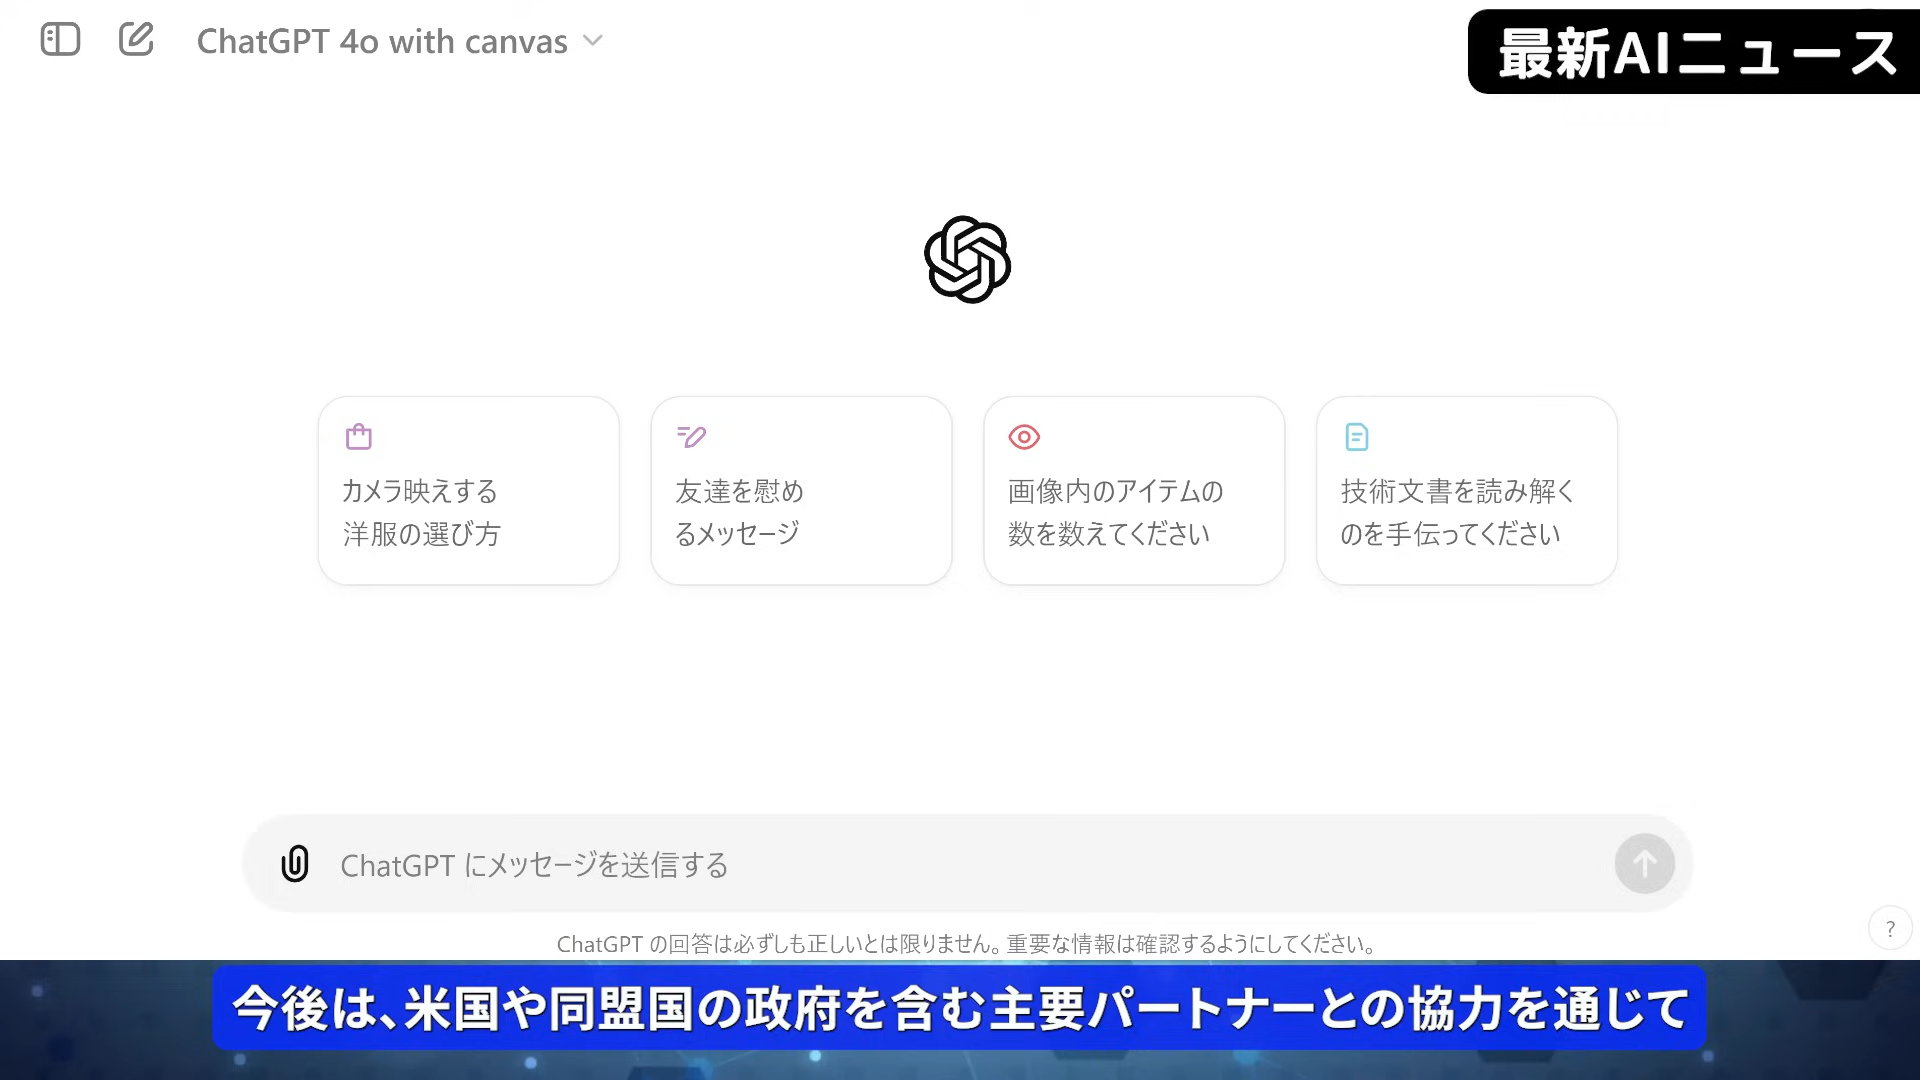 ChatGPT 4o with canvas
最新AIニュース
カメラ映えする
洋服の選び方
友達を慰め
るメッセージ
画像内のアイテムの
数を数えてください
技術文書を読み解く
のを手伝ってください
ChatGPT にメッセージを送信する
ChatGPT の回答は必ずしも正しいとは限りません。重要な情報は確認するようにしてください。
?
今後は、米国や同盟国の政府を含む主要パートナーとの協力を通じて